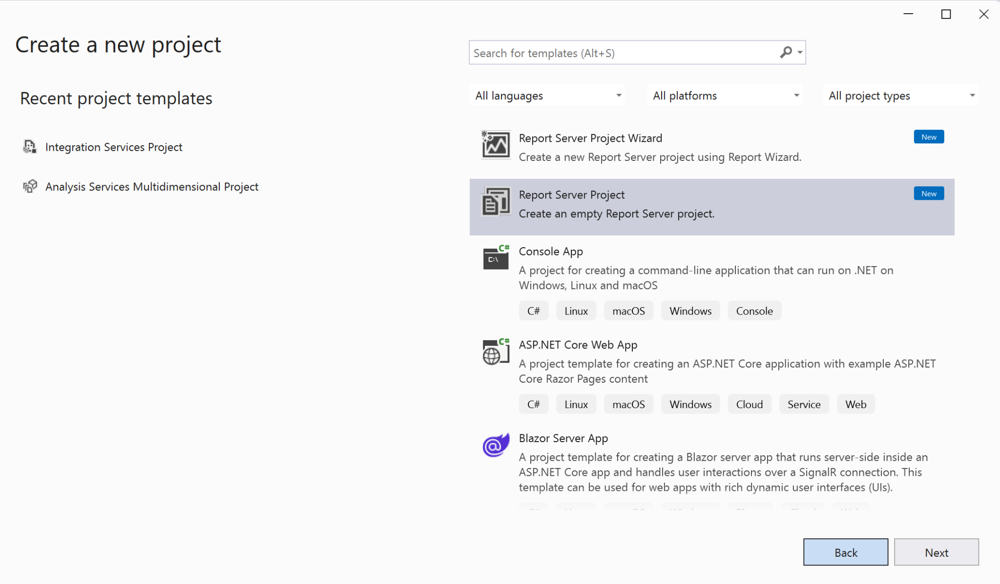 Create a new project
Search for templates (Alt+S)
Recent project templates
All languages
All platforms
All project types
Integration Services Project
Analysis Services Multidimensional Project
Report Server Project Wizard
New
Create a new Report Server project using Report Wizard.
Report Server Project
New
Create an empty Report Server project.
C#
C:\
Console App
A project for creating a command-line application that can run on .NET on
Windows, Linux and macOS
C# Linux macOS Windows Console
C#
ASP.NET Core Web App
A project template for creating an ASP.NET Core application with example ASP.NET
Core Razor Pages content
C# Linux macOS Windows Cloud Service Web
@
Blazor Server App
A project template for creating a Blazor server app that runs server-side inside an
ASP.NET Core app and handles user interactions over a SignalR connection. This
template can be used for web apps with rich dynamic user interfaces (UIs).
Back
Next